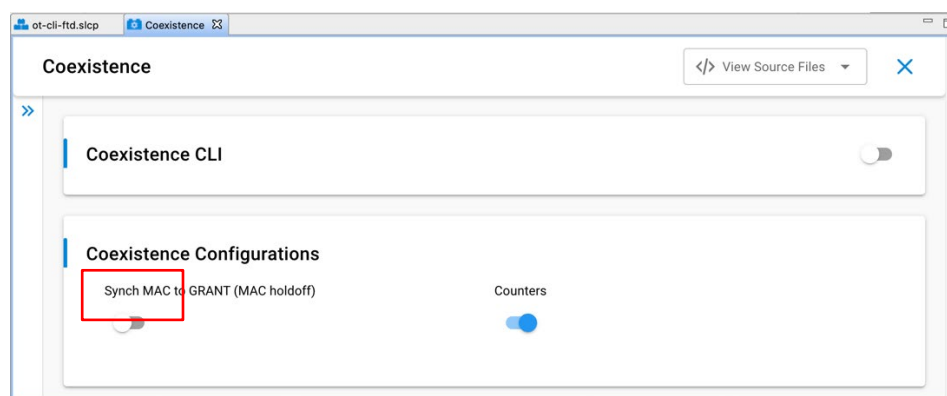 ot-cli-ftd.slcp
Coexistence
Coexistence
</> View Source Files
Coexistence CLI
Coexistence Configurations
Synch MAC to GRANT (MAC holdoff)
Counters